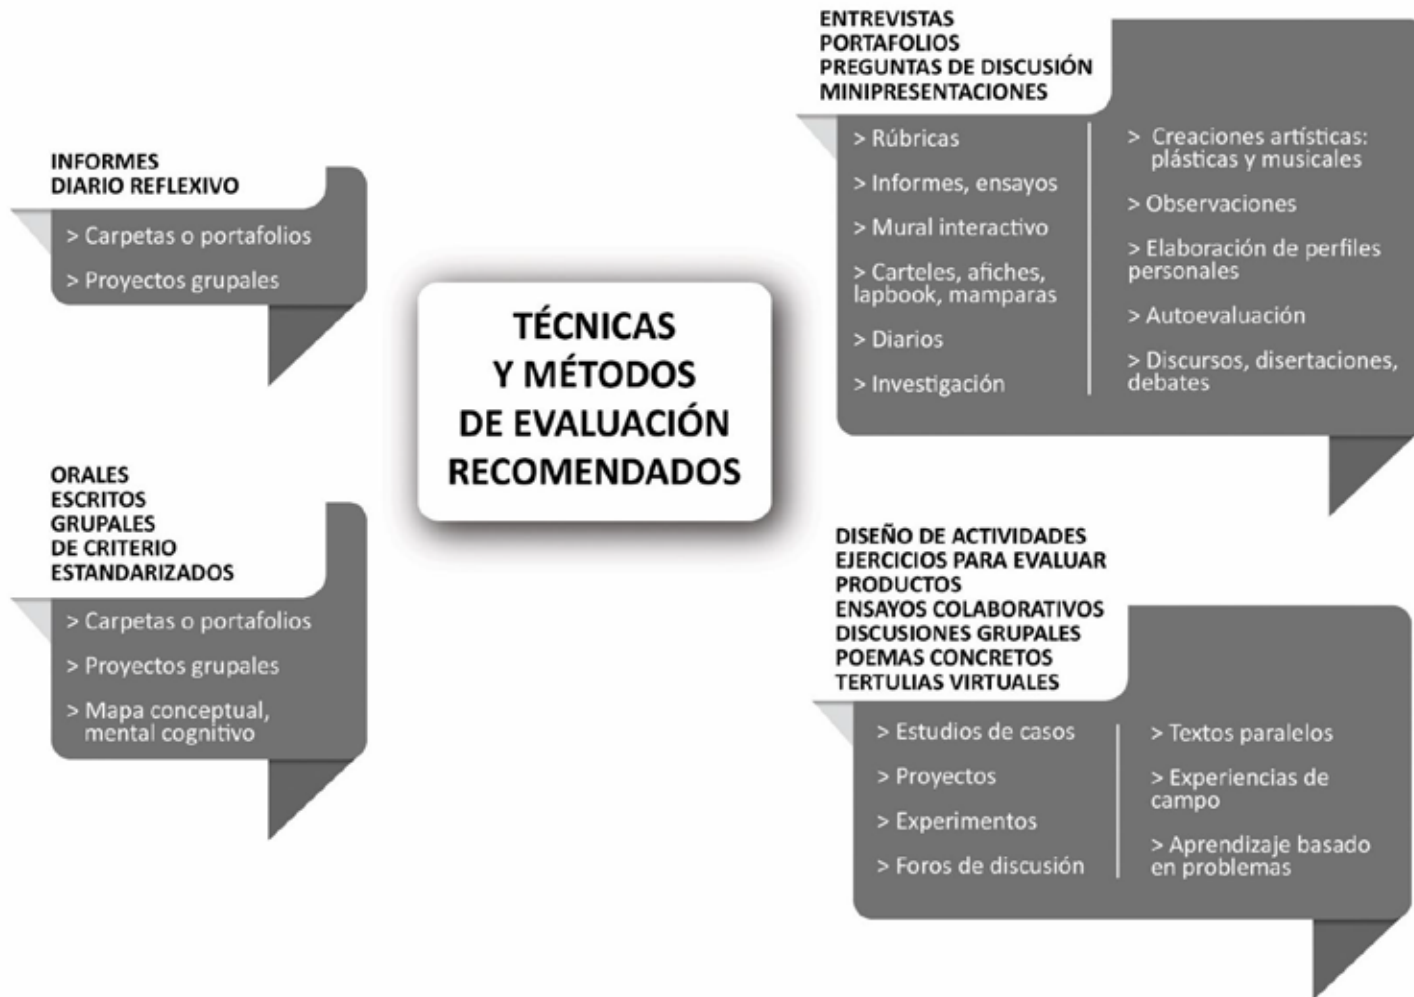 INFORMES
DIARIO REFLEXIVO
> Carpetas o portafolios
> Proyectos grupales
ORALES
ESCRITOS
GRUPALES
DE CRITERIO
ESTANDARIZADOS
> Carpetas o portafolios
> Proyectos grupales
> Mapa conceptual,
mental cognitivo
TÉCNICAS
Y MÉTODOS
DE EVALUACIÓN
RECOMENDADOS
ENTREVISTAS
PORTAFOLIOS
PREGUNTAS DE DISCUSIÓN
MINIPRESENTACIONES
> Rúbricas
> Informes, ensayos
> Mural interactivo
> Carteles, afiches,
lapbook, mamparas
> Diarios
> Investigación
> Creaciones artísticas:
plásticas y musicales
> Observaciones
> Elaboración de perfiles
personales
> Autoevaluación
> Discursos, disertaciones,
debates
DISEÑO DE ACTIVIDADES
EJERCICIOS PARA EVALUAR
PRODUCTOS
ENSAYOS COLABORATIVOS
DISCUSIONES GRUPALES
POEMAS CONCRETOS
TERTULIAS VIRTUALES
> Estudios de casos
> Proyectos
> Experimentos
> Foros de discusión
> Textos paralelos
> Experiencias de
campo
> Aprendizaje basado
en problemas